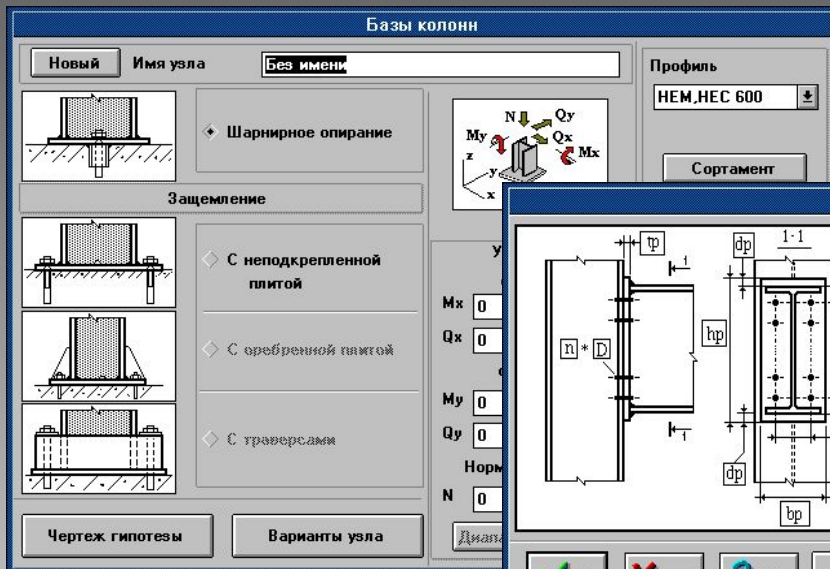 Базы колонн
Новый
Имя узла
Без имени
Профиль
HEM,HEC 600
Сортамент
Шарнирное опирание
N Qy
My Qx
Mx
z
y
x
Защемление
С неподкрепленной
плитой
С оребренной плитой
С траверсами
Mx 0
Qx 0
My 0
Qy 0
Норм
N 0
Чертеж гипотезы
Варианты узла
tp
1
n * D
1
1-1
dp
hp
dp
bp